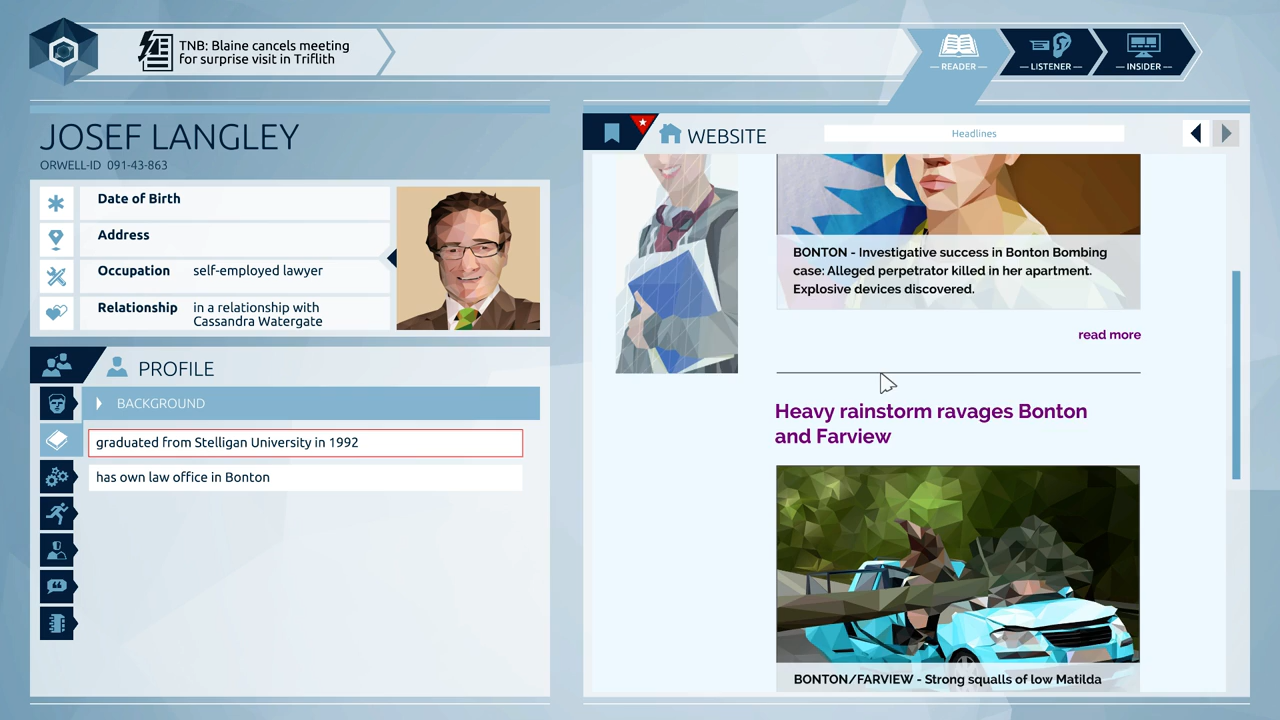 TNB: Blaine cancels meeting
for surprise visit in Triflith
— READER —
— LISTENER —
— INSIDER —
JOSEF LANGLEY
ORWELL-ID 091-43-863
Date of Birth
Address
Occupation self-employed lawyer
Relationship in a relationship with
Cassandra Watergate
PROFILE
BACKGROUND
graduated from Stelligan University in 1992
has own law office in Bonton
WEBSITE
Headlines
BONTON - Investigative success in Bonton Bombing
case: Alleged perpetrator killed in her apartment.
Explosive devices discovered.
read more
Heavy rainstorm ravages Bonton
and Farview
BONTON/FARVIEW - Strong squalls of low Matilda